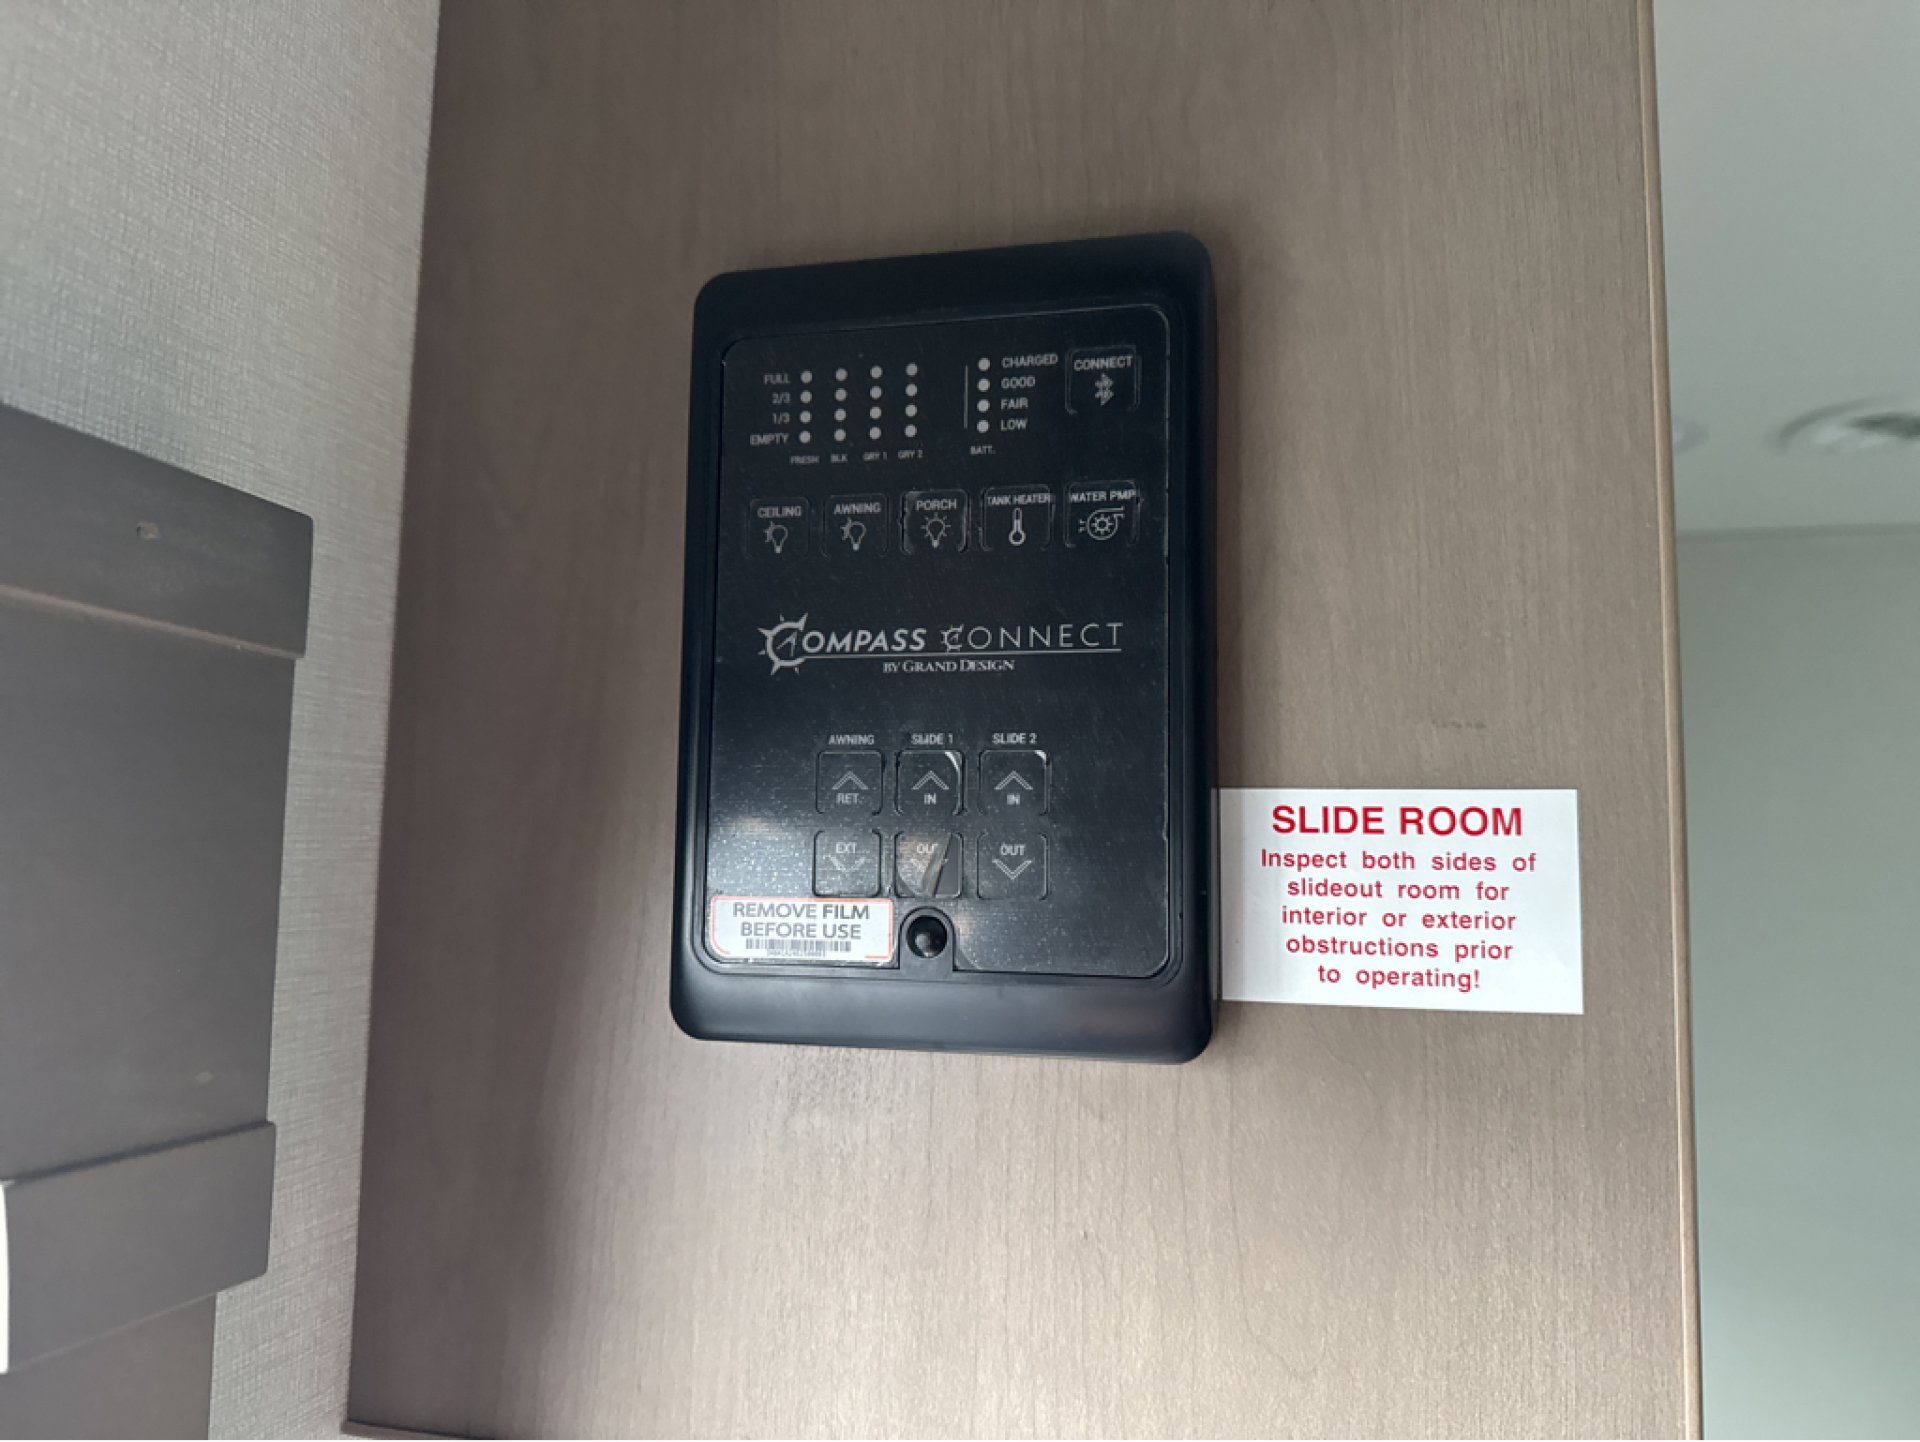 FULL
2/3
1/3
EMPTY
FRESH BLK GRY 1 GRY 2
CHARGED
GOOD
FAIR
LOW
BATT.
CONNECT
CEILING
AWNING
PORCH
TANK HEATER
WATER PMP
COMPASS CONNECT
BY GRAND DESIGN
AWNING SLIDE 1 SLIDE 2
RET. IN IN
EXT. OUT OUT
REMOVE FILM
BEFORE USE
SLIDE ROOM
Inspect both sides of
slideout room for
interior or exterior
obstructions prior
to operating!